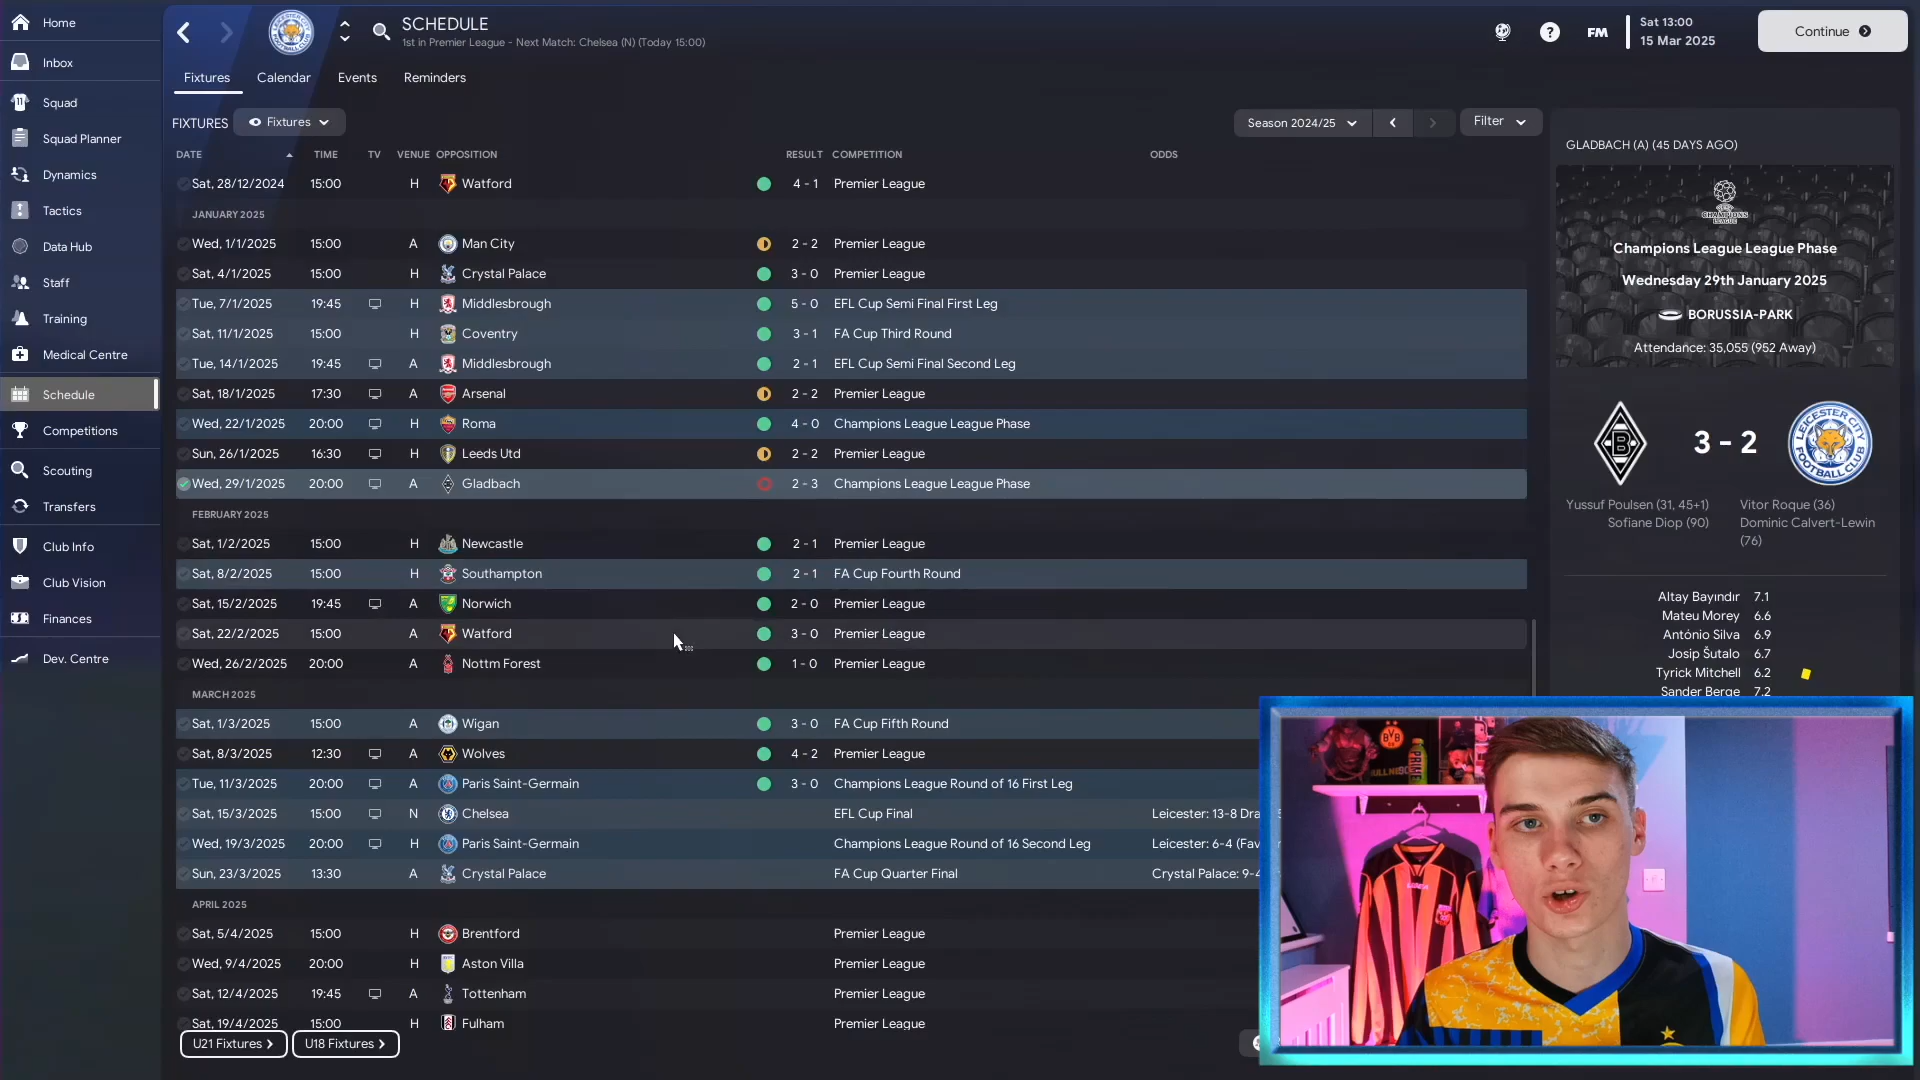 Home
Inbox
Squad
Squad Planner
Dynamics
Tactics
Data Hub
Staff
Training
Medical Centre
Schedule
Competitions
Scouting
Transfers
Club Info
Club Vision
Finances
Dev. Centre
SCHEDULE
1st in Premier League - Next Match: Chelsea (N) (Today 15:00)
FM
Sat 13:00
15 Mar 2025
Continue
Fixtures Calendar Events Reminders
FIXTURES Fixtures
Season 2024/25
Filter
DATE TIME TV VENUE OPPOSITION RESULT COMPETITION ODDS
Sat, 28/12/2024 15:00 H Watford 4 - 1 Premier League
JANUARY 2025
Wed, 1/1/2025 15:00 A Man City 2 - 2 Premier League
Sat, 4/1/2025 15:00 H Crystal Palace 3 - 0 Premier League
Tue, 7/1/2025 19:45 H Middlesbrough 5 - 0 EFL Cup Semi Final First Leg
Sat, 11/1/2025 15:00 H Coventry 3 - 1 FA Cup Third Round
Tue, 14/1/2025 19:45 A Middlesbrough 2 - 1 EFL Cup Semi Final Second Leg
Sat, 18/1/2025 17:30 A Arsenal 2 - 2 Premier League
Wed, 22/1/2025 20:00 H Roma 4 - 0 Champions League League Phase
Sun, 26/1/2025 16:30 H Leeds Utd 2 - 2 Premier League
Wed, 29/1/2025 20:00 A Gladbach 2 - 3 Champions League League Phase
FEBRUARY 2025
Sat, 1/2/2025 15:00 H Newcastle 2 - 1 Premier League
Sat, 8/2/2025 15:00 H Southampton 2 - 1 FA Cup Fourth Round
Sat, 15/2/2025 19:45 A Norwich 2 - 0 Premier League
Sat, 22/2/2025 15:00 A Watford 3 - 0 Premier League
Wed, 26/2/2025 20:00 A Nottm Forest 1 - 0 Premier League
MARCH 2025
Sat, 1/3/2025 15:00 A Wigan 3 - 0 FA Cup Fifth Round
Sat, 8/3/2025 12:30 A Wolves 4 - 2 Premier League
Tue, 11/3/2025 20:00 A Paris Saint-Germain 3 - 0 Champions League Round of 16 First Leg
Sat, 15/3/2025 15:00 N Chelsea EFL Cup Final Leicester: 13-8 Dra
Wed, 19/3/2025 20:00 H Paris Saint-Germain Champions League Round of 16 Second Leg Leicester: 6-4 (Fav
Sun, 23/3/2025 13:30 A Crystal Palace FA Cup Quarter Final Crystal Palace: 9-4
APRIL 2025
Sat, 5/4/2025 15:00 H Brentford Premier League
Wed, 9/4/2025 20:00 H Aston Villa Premier League
Sat, 12/4/2025 19:45 A Tottenham Premier League
Sat, 19/4/2025 15:00 H Fulham Premier League
U21 Fixtures U18 Fixtures
GLADBACH (A) (45 DAYS AGO)
Champions League League Phase
Wednesday 29th January 2025
BORUSSIA-PARK
Attendance: 35,055 (952 Away)
3 - 2
LEICESTER CITY
FOOTBALL CLUB
Yussuf Poulsen (31, 45+1)
Sofiane Diop (90)
Vitor Roque (36)
Dominic Calvert-Lewin
(76)
Altay Bayındır 7.1
Mateu Morey 6.6
António Silva 6.9
Josip Šutalo 6.7
Tyrick Mitchell 6.2
Sander Berge 7.2
BVB
09
PRIME